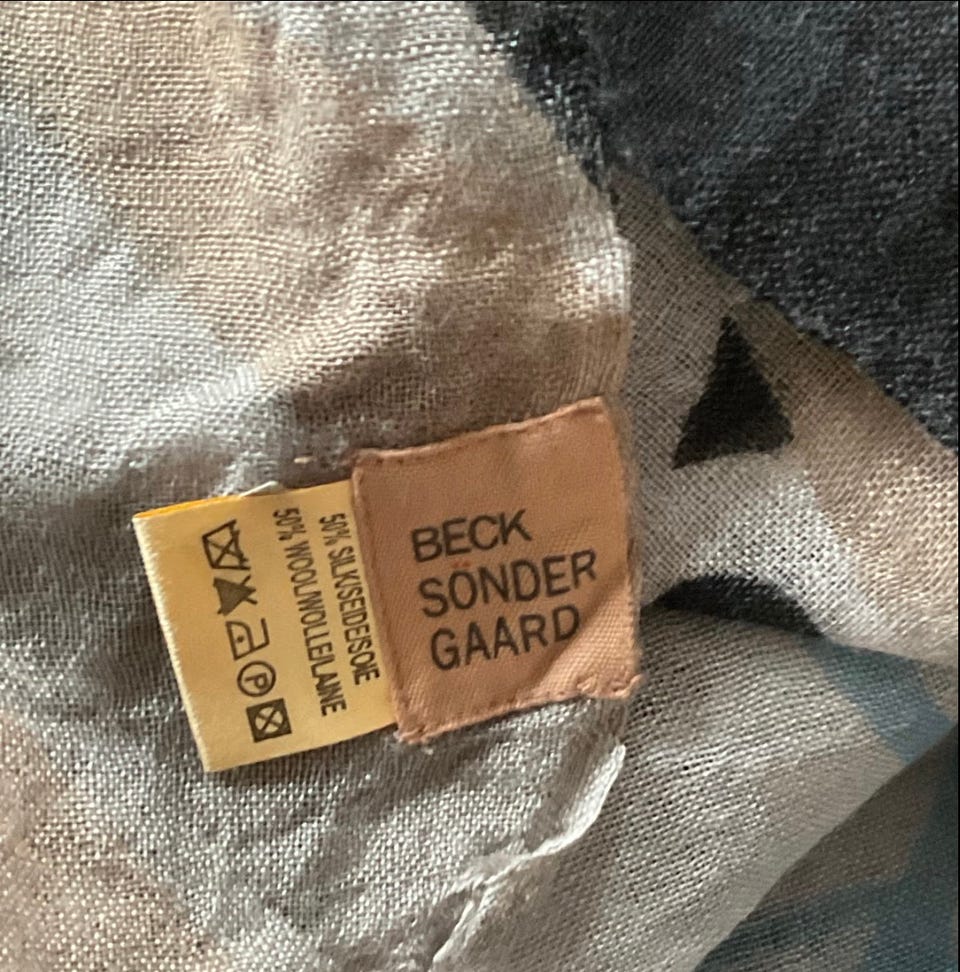 BECK
SÖNDER
GAARD
50% SILK/SEIDE/SOIE
50% WOOL/WOLLE/LAINE
P